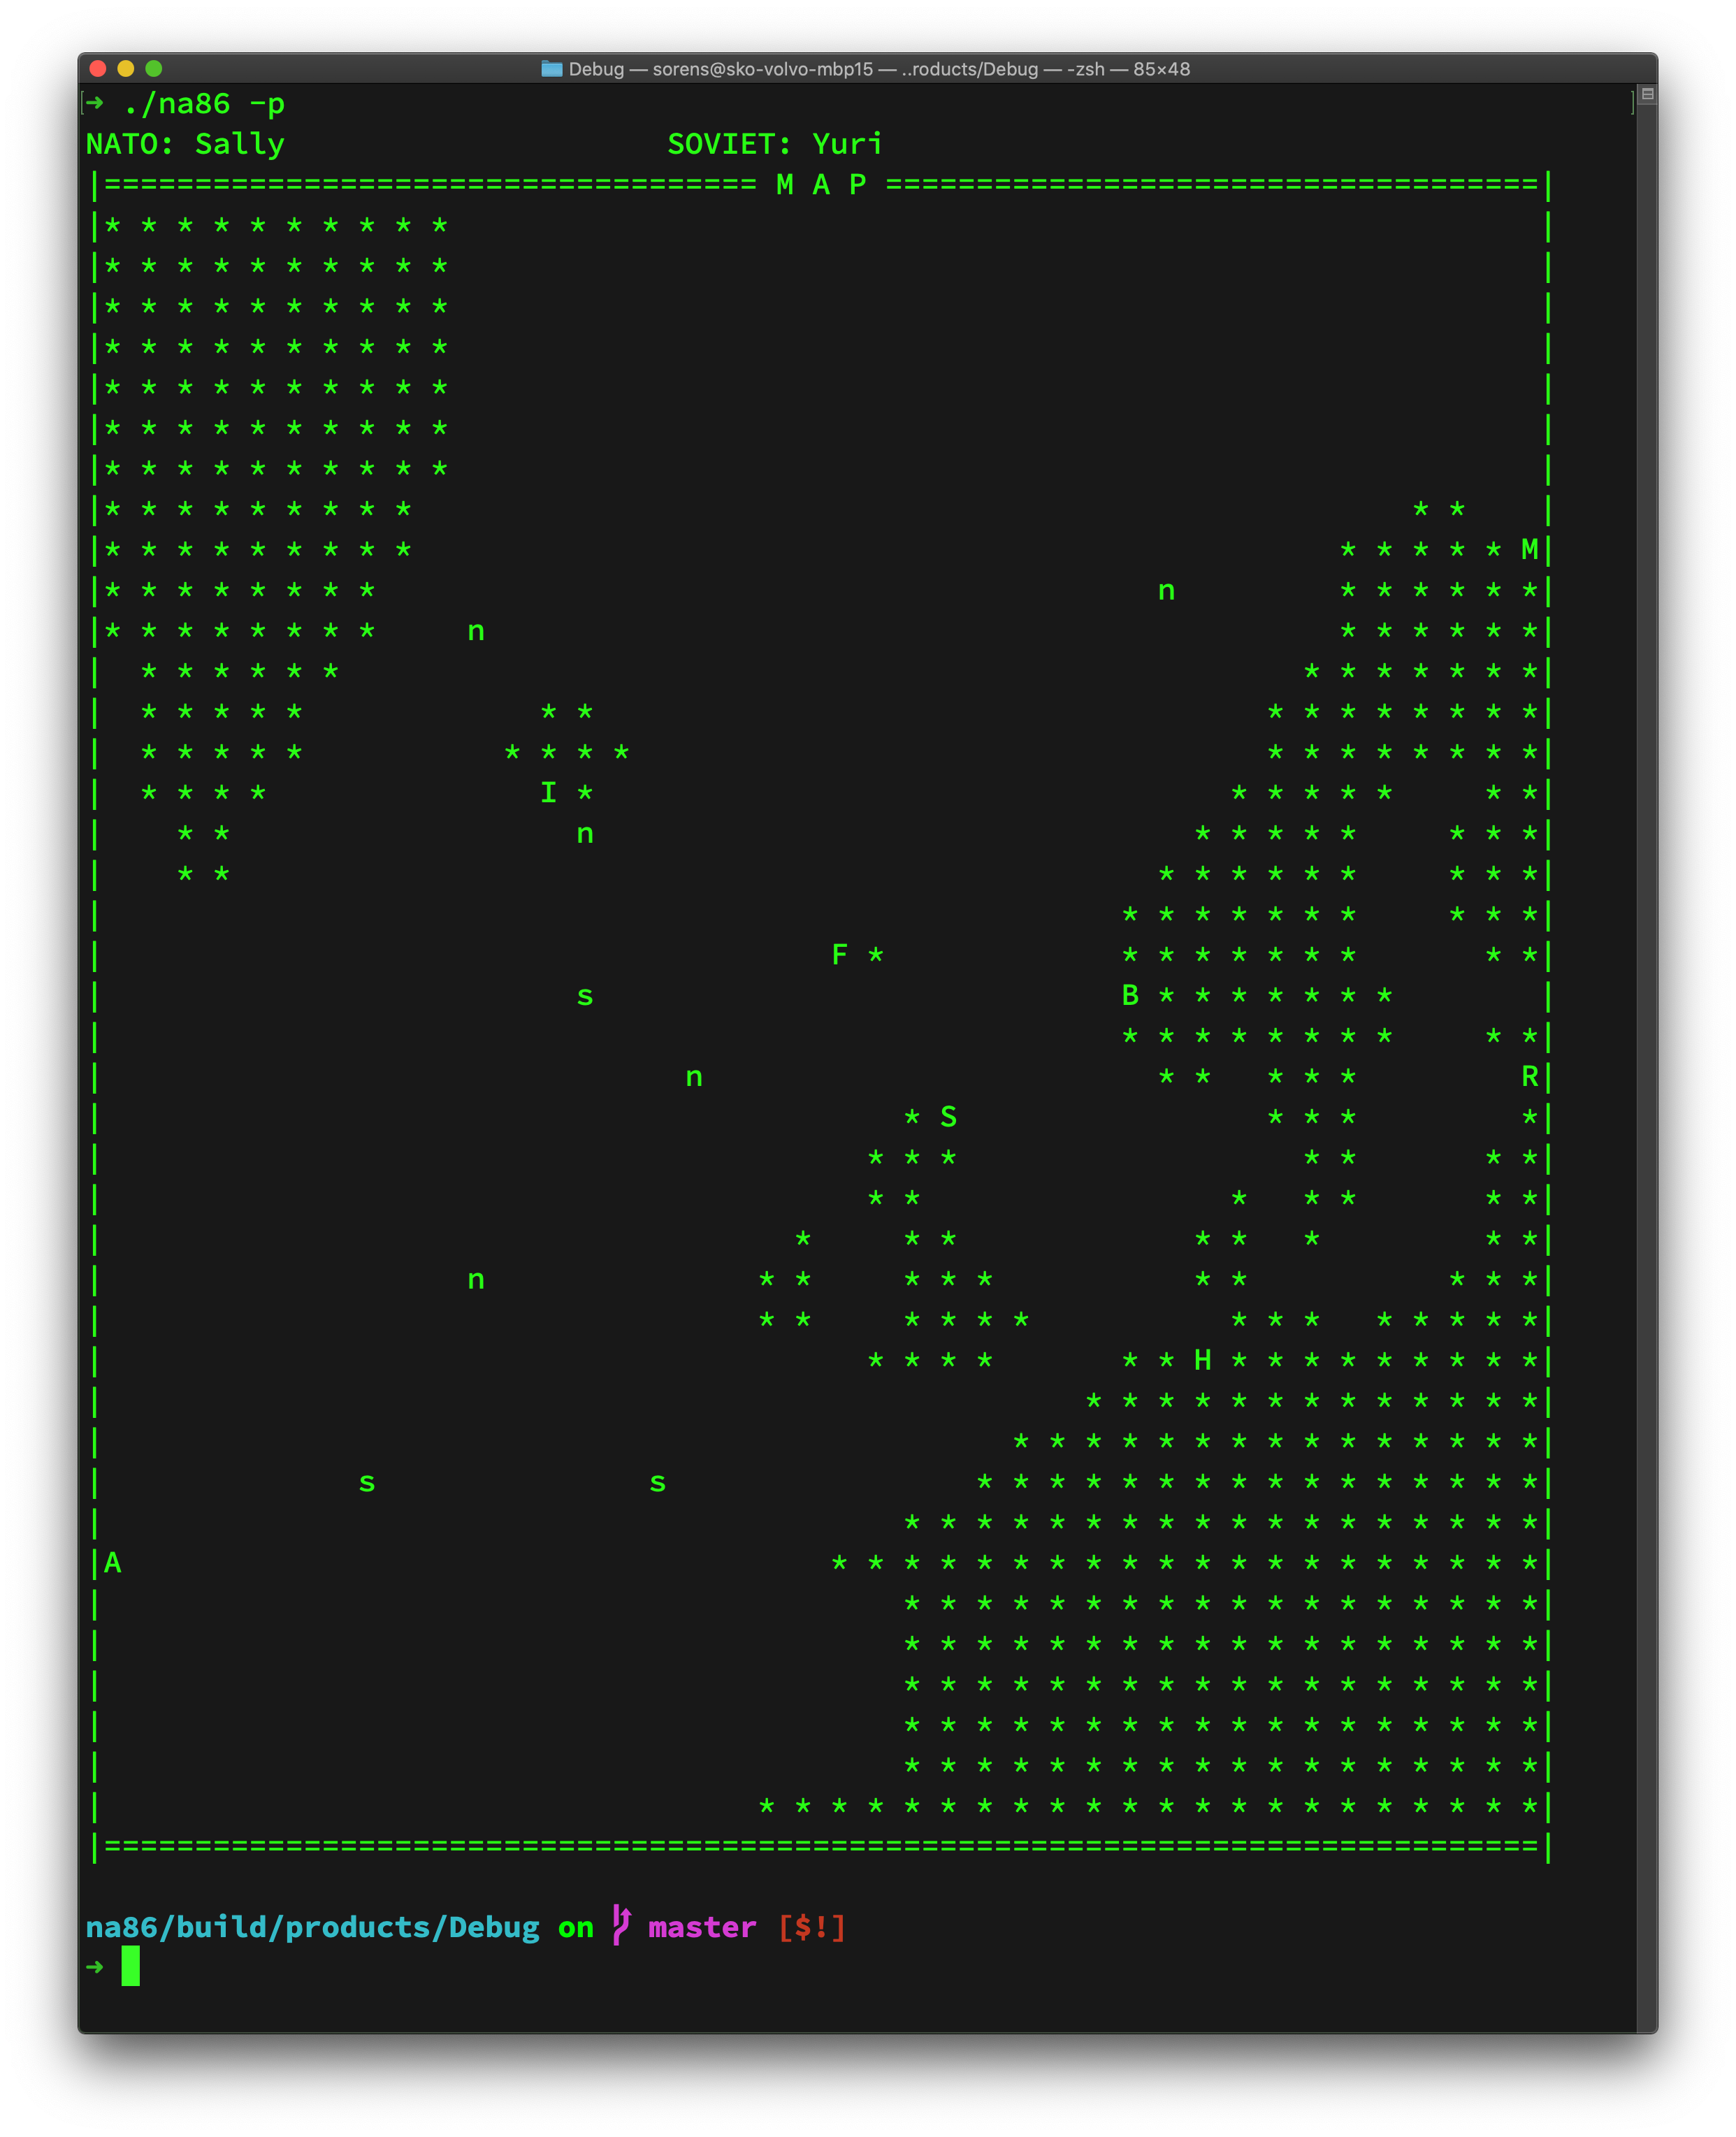 ➜ ./na86 -p
NATO: Sally                     SOVIET: Yuri
|==================================== M A P ====================================|
|* * * * * * * * * *                                                            |
|* * * * * * * * * *                                                            |
|* * * * * * * * * *                                                            |
|* * * * * * * * * *                                                            |
|* * * * * * * * * *                                                            |
|* * * * * * * * * *                                                            |
|* * * * * * * * * *                                                            |
|* * * * * * * * *                                                       * *    |
|* * * * * * * * *                                                   * * * * * M|
|* * * * * * * *                                           n         * * * * * *|
|* * * * * * * *     n                                               * * * * * *|
|  * * * * * *                                                     * * * * * * *|
|  * * * * *             * *                                     * * * * * * * *|
|  * * * * *           * * * *                                   * * * * * * * *|
|  * * * *               I *                                   * * * * *     * *|
|    * *                   n                                 * * * * *     * * *|
|    * *                                                   * * * * * *     * * *|
|                                                        * * * * * * *     * * *|
|                                        F *             * * * * * * *       * *|
|                          s                             B * * * * * * *        |
|                                                        * * * * * * * *     * *|
|                                n                         * *   * * *         R|
|                                            * S                 * * *         *|
|                                          * * *                   * *       * *|
|                                          * *                 *   * *       * *|
|                                      *     * *             * *   *         * *|
|                    n               * *     * * *           * *           * * *|
|                                    * *     * * * *           * * *   * * * * *|
|                                          * * * *       * * H * * * * * * * * *|
|                                                      * * * * * * * * * * * * *|
|                                                  * * * * * * * * * * * * * * *|
|              s               s                 * * * * * * * * * * * * * * * *|
|                                            * * * * * * * * * * * * * * * * * *|
|A                                       * * * * * * * * * * * * * * * * * * * *|
|                                            * * * * * * * * * * * * * * * * * *|
|                                            * * * * * * * * * * * * * * * * * *|
|                                            * * * * * * * * * * * * * * * * * *|
|                                            * * * * * * * * * * * * * * * * * *|
|                                            * * * * * * * * * * * * * * * * * *|
|                                    * * * * * * * * * * * * * * * * * * * * * *|
|===============================================================================|
na86/build/products/Debug on master [$!]
➜
Debug — sorens@sko-volvo-mbp15 — ..roducts/Debug — -zsh — 85×48